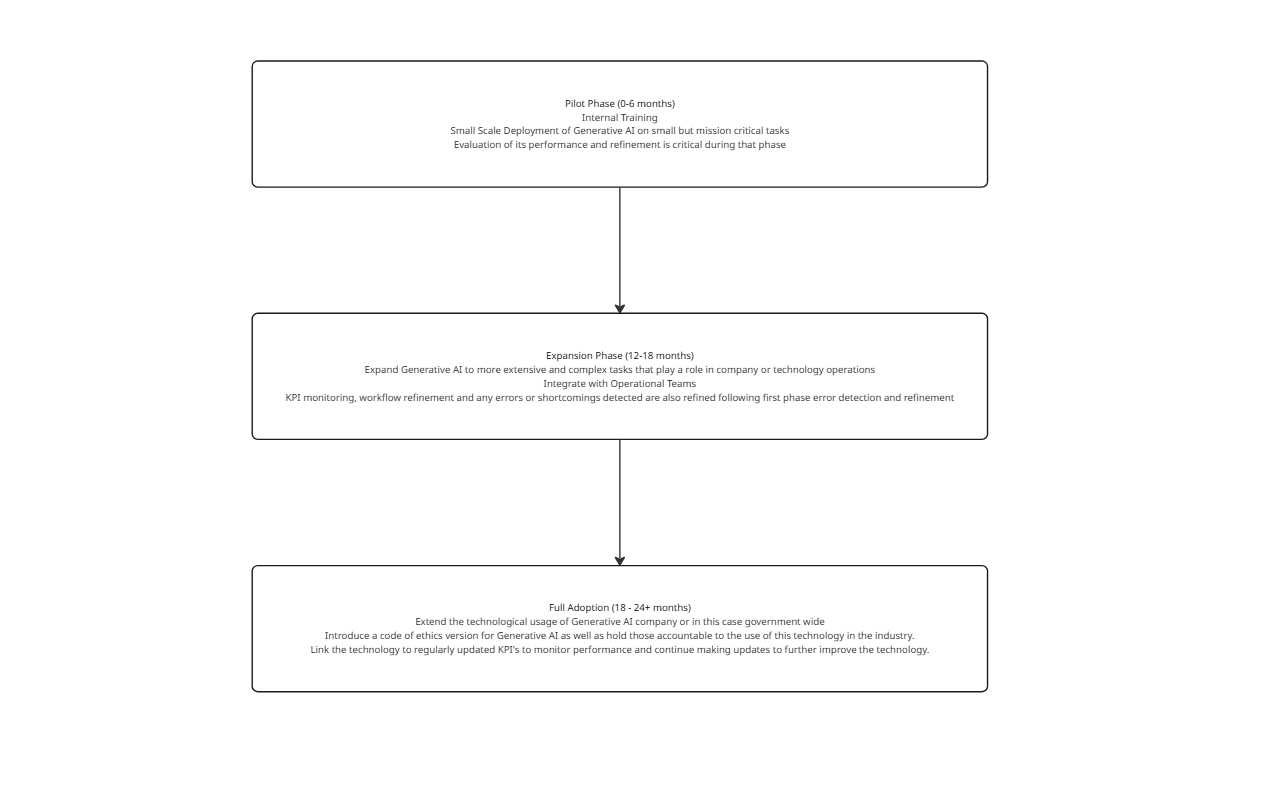 Pilot Phase (0-6 months)
Internal Training
Small Scale Deployment of Generative AI on small but mission critical tasks
Evaluation of its performance and refinement is critical during that phase
Expansion Phase (12-18 months)
Expand Generative AI to more extensive and complex tasks that play a role in company or technology operations
Integrate with Operational Teams
KPI monitoring, workflow refinement and any errors or shortcomings detected are also refined following first phase error detection and refinement
Full Adoption (18 - 24+ months)
Extend the technological usage of Generative AI company or in this case government wide
Introduce a code of ethics version for Generative AI as well as hold those accountable to the use of this technology in the industry.
Link the technology to regularly updated KPI's to monitor performance and continue making updates to further improve the technology.